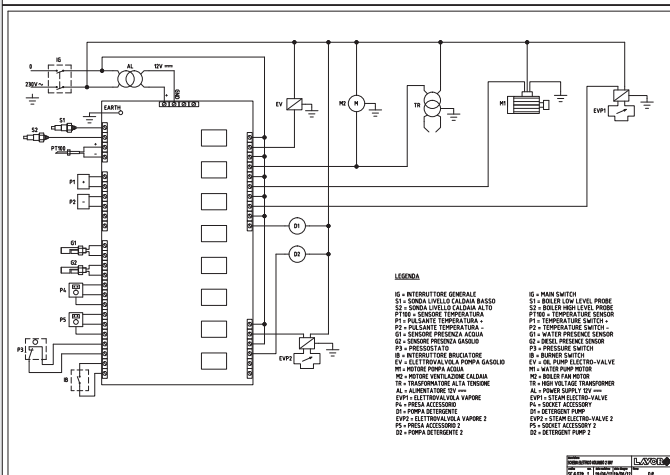 IG
AL
12V ⎓
0
230V~
+
GND
EARTH
S1
S2
PT100
+
-
P1
+
P2
-
G1
G2
P4
P5
P3
IB
EV
M2
M
TR
M1
EVP1
D1
D2
EVP2
LEGENDA
IG = INTERRUTTORE GENERALE
S1 = SONDA LIVELLO CALDAIA BASSO
S2 = SONDA LIVELLO CALDAIA ALTO
PT100 = SENSORE TEMPERATURA
P1 = PULSANTE TEMPERATURA +
P2 = PULSANTE TEMPERATURA -
G1 = SENSORE PRESENZA ACQUA
G2 = SENSORE PRESENZA GASOLIO
P3 = PRESSOSTATO
IB = INTERRUTTORE BRUCIATORE
EV = ELETTROVALVOLA POMPA GASOLIO
M1 = MOTORE POMPA ACQUA
M2 = MOTORE VENTILAZIONE CALDAIA
TR = TRASFORMATORE ALTA TENSIONE
AL = ALIMENTATORE 12V ⎓
EVP1 = ELETTROVALVOLA VAPORE
P4 = PRESA ACCESSORIO
D1 = POMPA DETERGENTE
EVP2 = ELETTROVALVOLA VAPORE 2
P5 = PRESA ACCESSORIO 2
D2 = POMPA DETERGENTE 2
IG = MAIN SWITCH
S1 = BOILER LOW LEVEL PROBE
S2 = BOILER HIGH LEVEL PROBE
PT100 = TEMPERATURE SENSOR
P1 = TEMPERATURE SWITCH +
P2 = TEMPERATURE SWITCH -
G1 = WATER PRESENCE SENSOR
G2 = DIESEL PRESENCE SENSOR
P3 = PRESSURE SWITCH
IB = BURNER SWITCH
EV = OIL PUMP ELECTRO-VALVE
M1 = WATER PUMP MOTOR
M2 = BOILER FAN MOTOR
TR = HIGH VOLTAGE TRANSFORMER
AL = POWER SUPPLY 12V ⎓
EVP1 = STEAM ELECTRO-VALVE
P4 = SOCKET ACCESSORY
D1 = DETERGENT PUMP
EVP2 = STEAM ELECTRO-VALVE 2
P5 = SOCKET ACCESSORY 2
D2 = DETERGENT PUMP 2
LAVOR